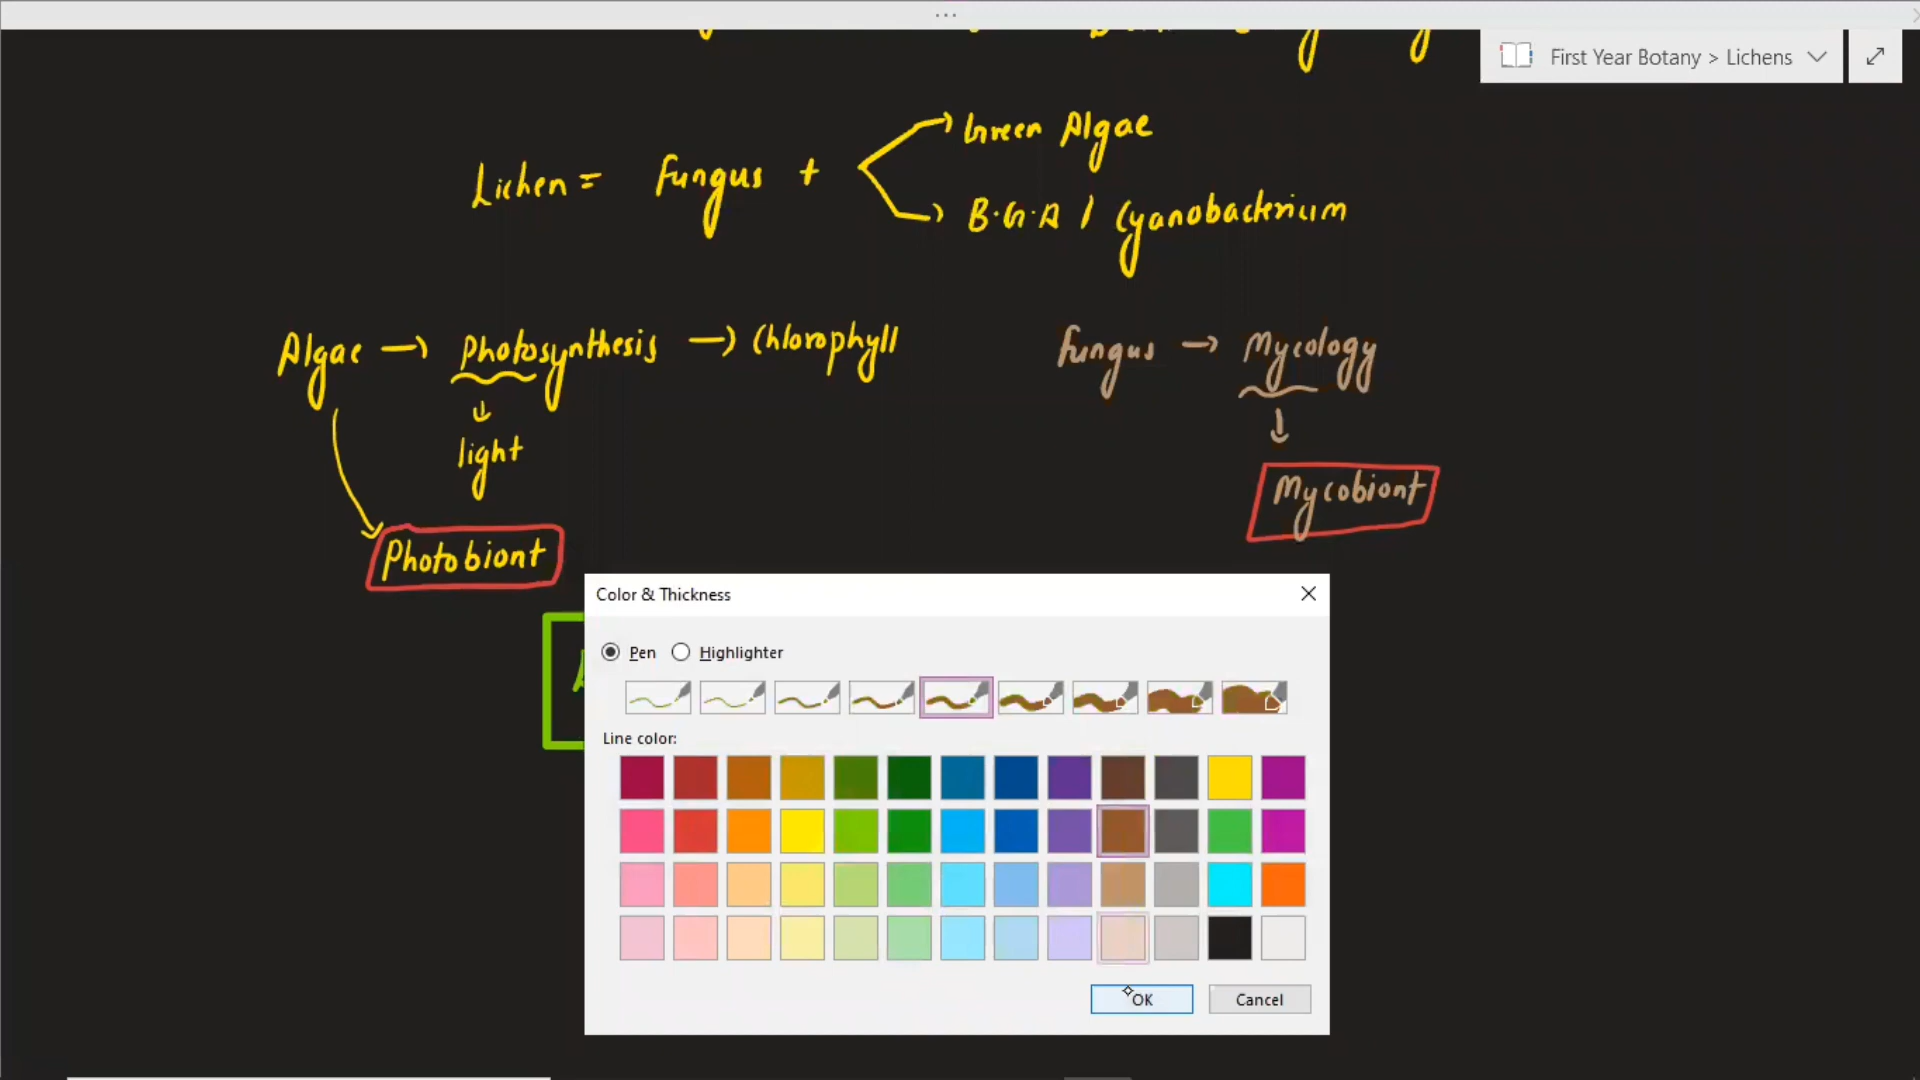 First Year Botany > Lichens
Green Algae
Lichen = Fungus +
B.G.A / Cyanobacterium
Algae → Photosynthesis → Chlorophyll
Fungus → Mycology
light
Mycobiont
Photobiont
Color & Thickness
Pen Highlighter
Line color:
OK Cancel